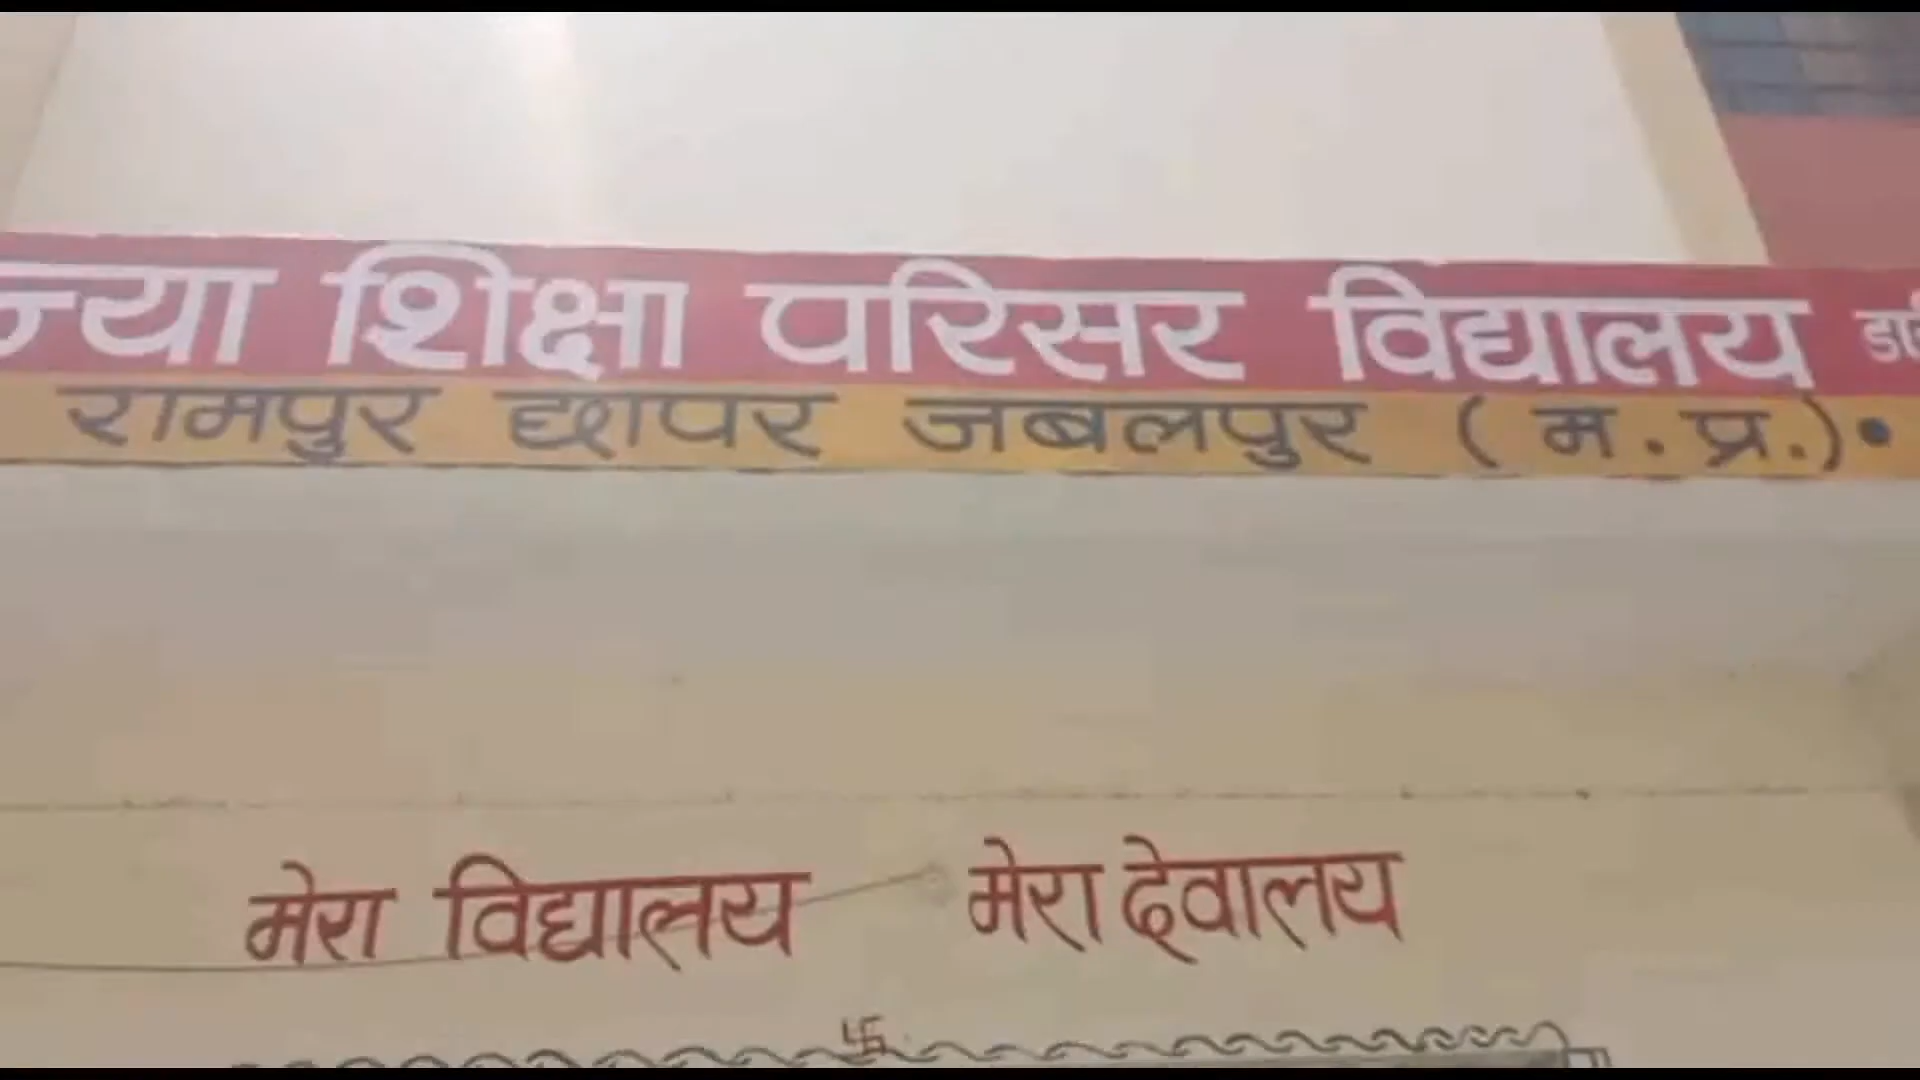 न्या शिक्षा परिसर विद्यालय
रामपुर छापर जबलपुर (म.प्र.)
मेरा विद्यालय मेरा देवालय